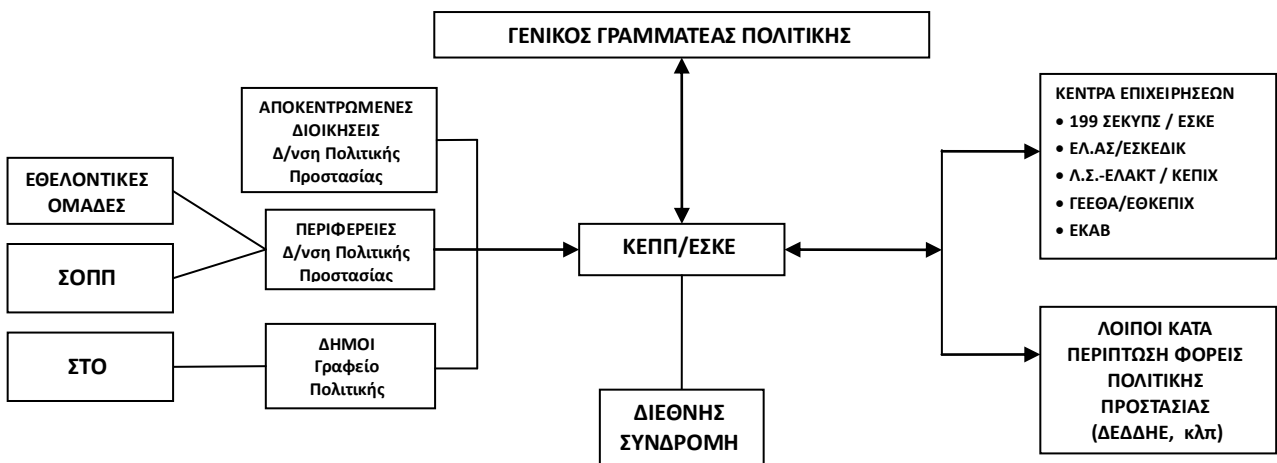 ΓΕΝΙΚΟΣ ΓΡΑΜΜΑΤΕΑΣ ΠΟΛΙΤΙΚΗΣ
ΑΠΟΚΕΝΤΡΩΜΕΝΕΣ
ΔΙΟΙΚΗΣΕΙΣ
Δ/νση Πολιτικής
Προστασίας
ΕΘΕΛΟΝΤΙΚΕΣ
ΟΜΑΔΕΣ
ΣΟΠΠ
ΣΤΟ
ΠΕΡΙΦΕΡΕΙΕΣ
Δ/νση Πολιτικής
Προστασίας
ΔΗΜΟΙ
Γραφείο
Πολιτικής
ΚΕΠΠ/ΕΣΚΕ
ΔΙΕΘΝΗΣ
ΣΥΝΔΡΟΜΗ
ΚΕΝΤΡΑ ΕΠΙΧΕΙΡΗΣΕΩΝ
• 199 ΣΕΚΥΠΣ / ΕΣΚΕ
• ΕΛ.ΑΣ/ΕΣΚΕΔΙΚ
• Λ.Σ.-ΕΛΑΚΤ / ΚΕΠΙΧ
• ΓΕΕΘΑ/ΕΘΚΕΠΙΧ
• ΕΚΑΒ
ΛΟΙΠΟΙ ΚΑΤΑ
ΠΕΡΙΠΤΩΣΗ ΦΟΡΕΙΣ
ΠΟΛΙΤΙΚΗΣ
ΠΡΟΣΤΑΣΙΑΣ
(ΔΕΔΔΗΕ, κλπ)